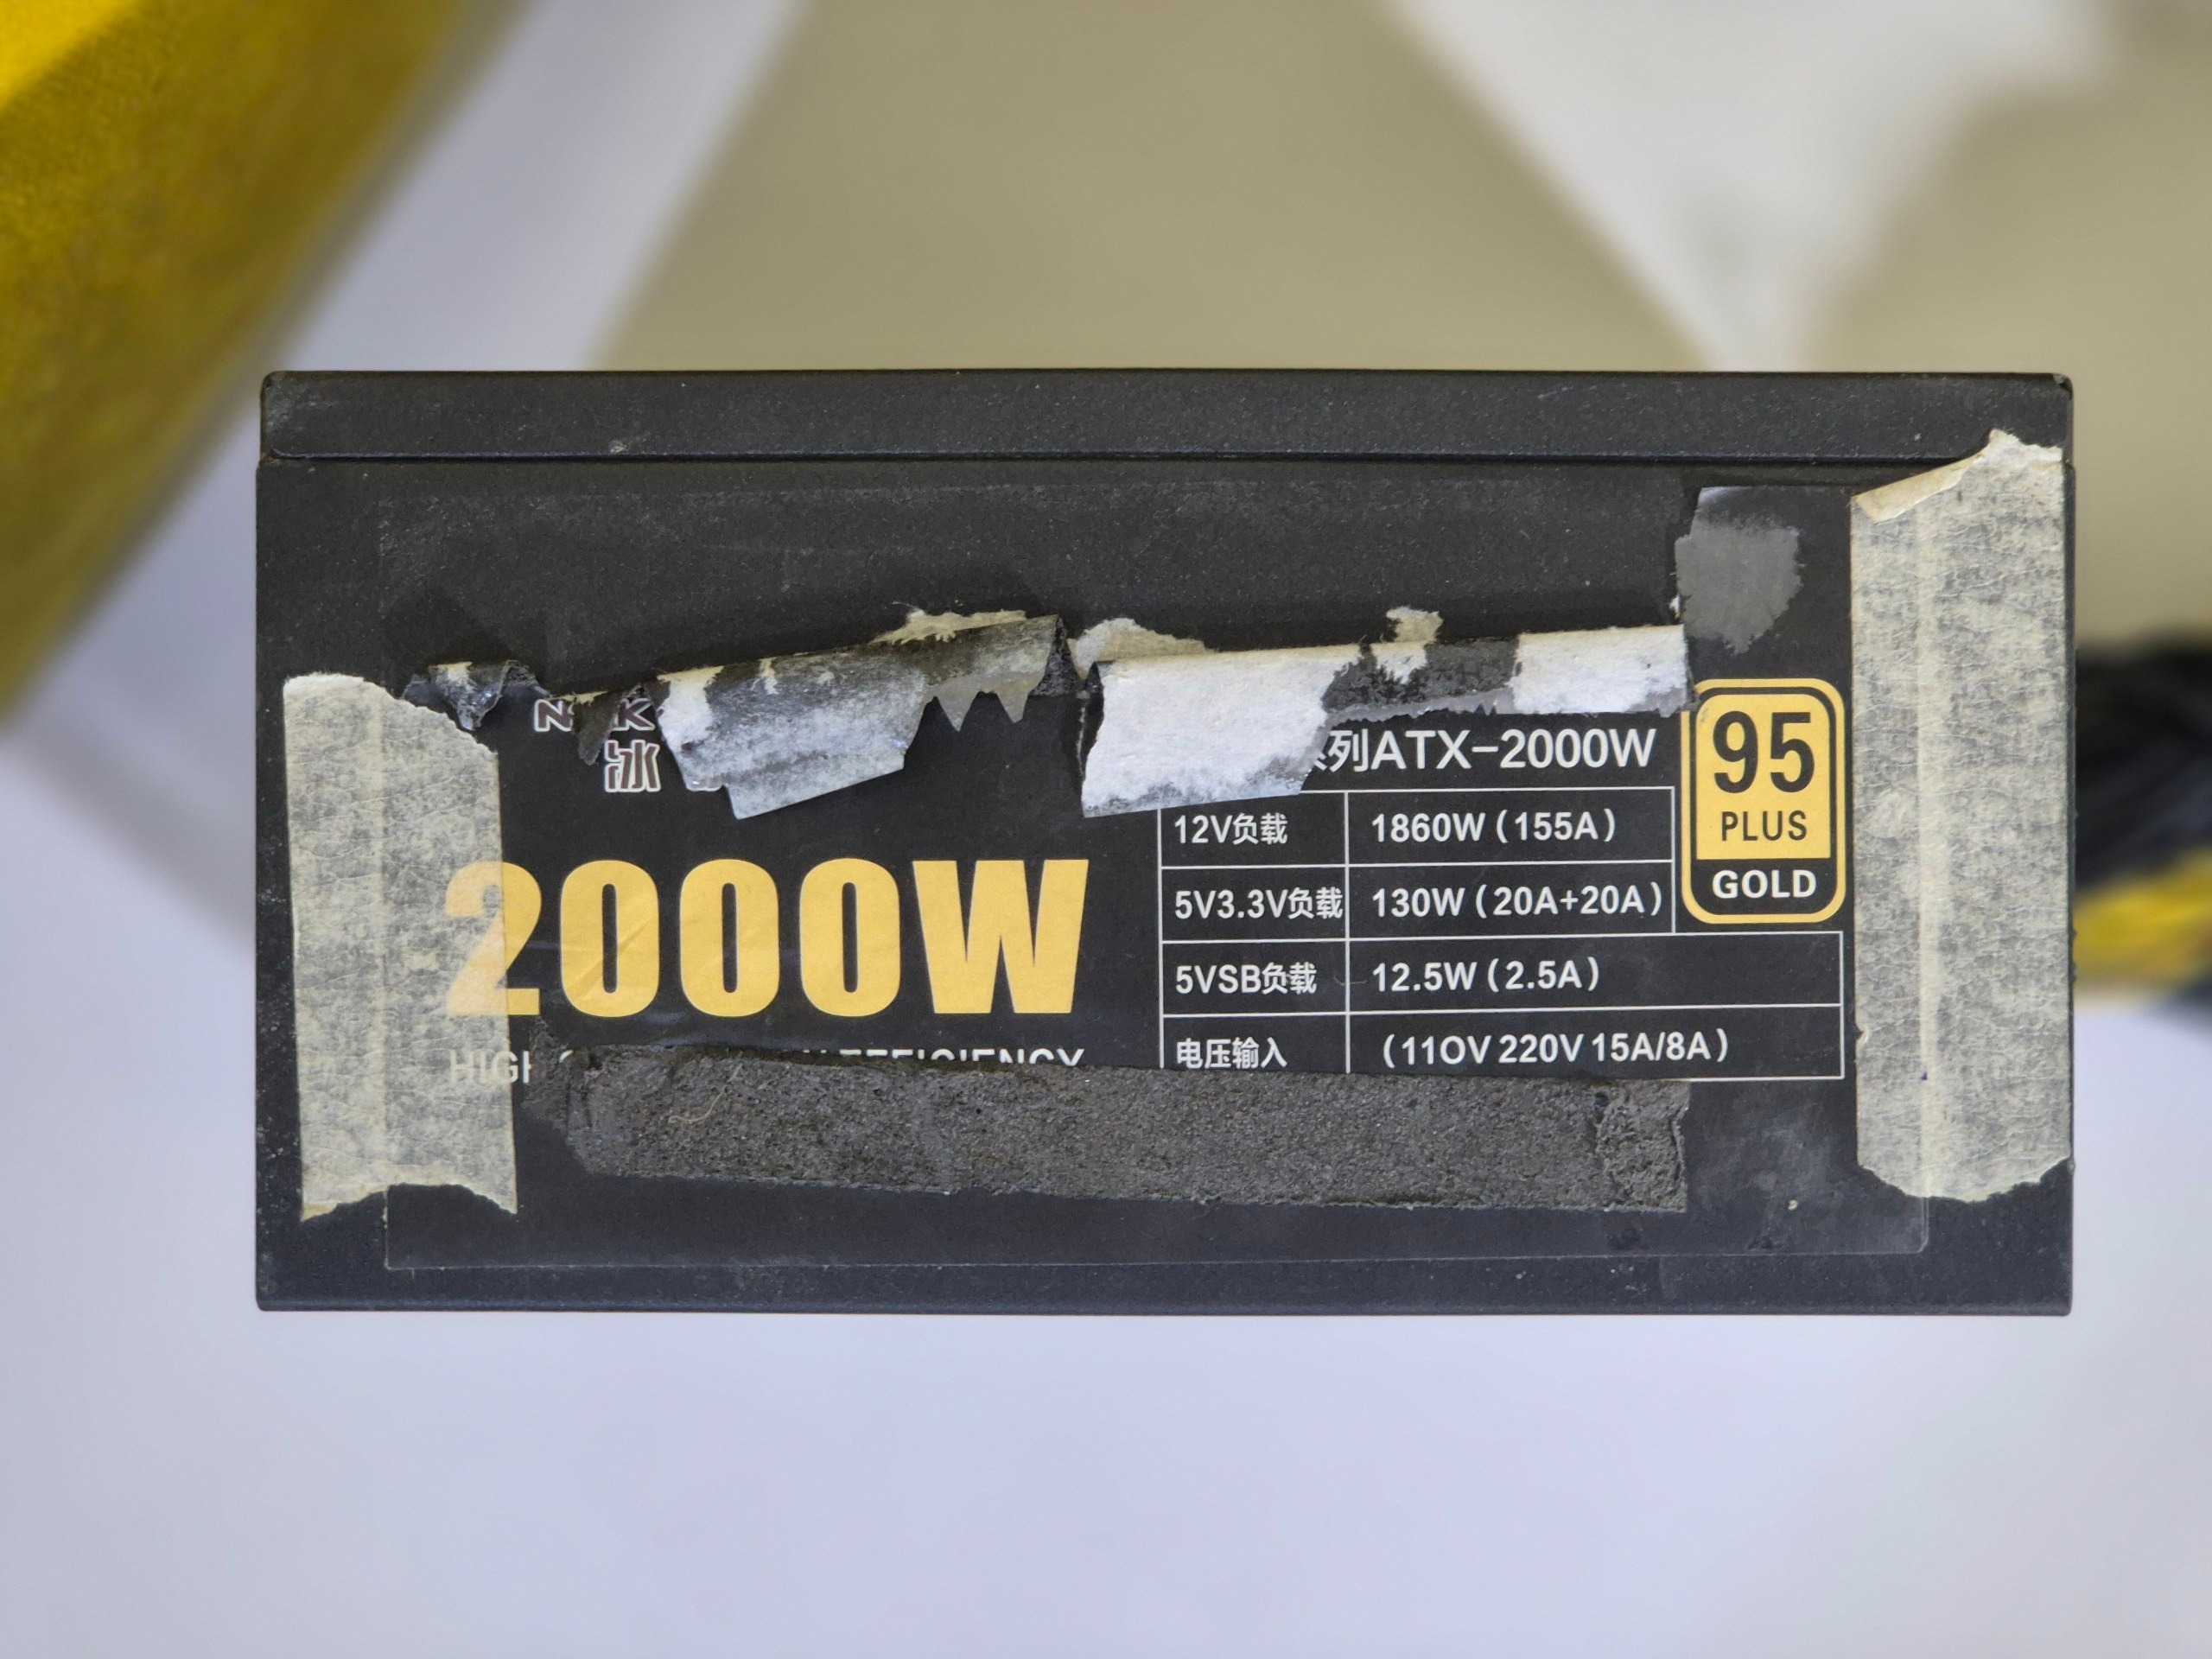 冰
列ATX-2000W
95
PLUS
GOLD
12V负载 1860W(155A)
5V3.3V负载 130W(20A+20A)
5VSB负载 12.5W(2.5A)
电压输入 (110V 220V 15A/8A)
2000W
EFFICIENCY